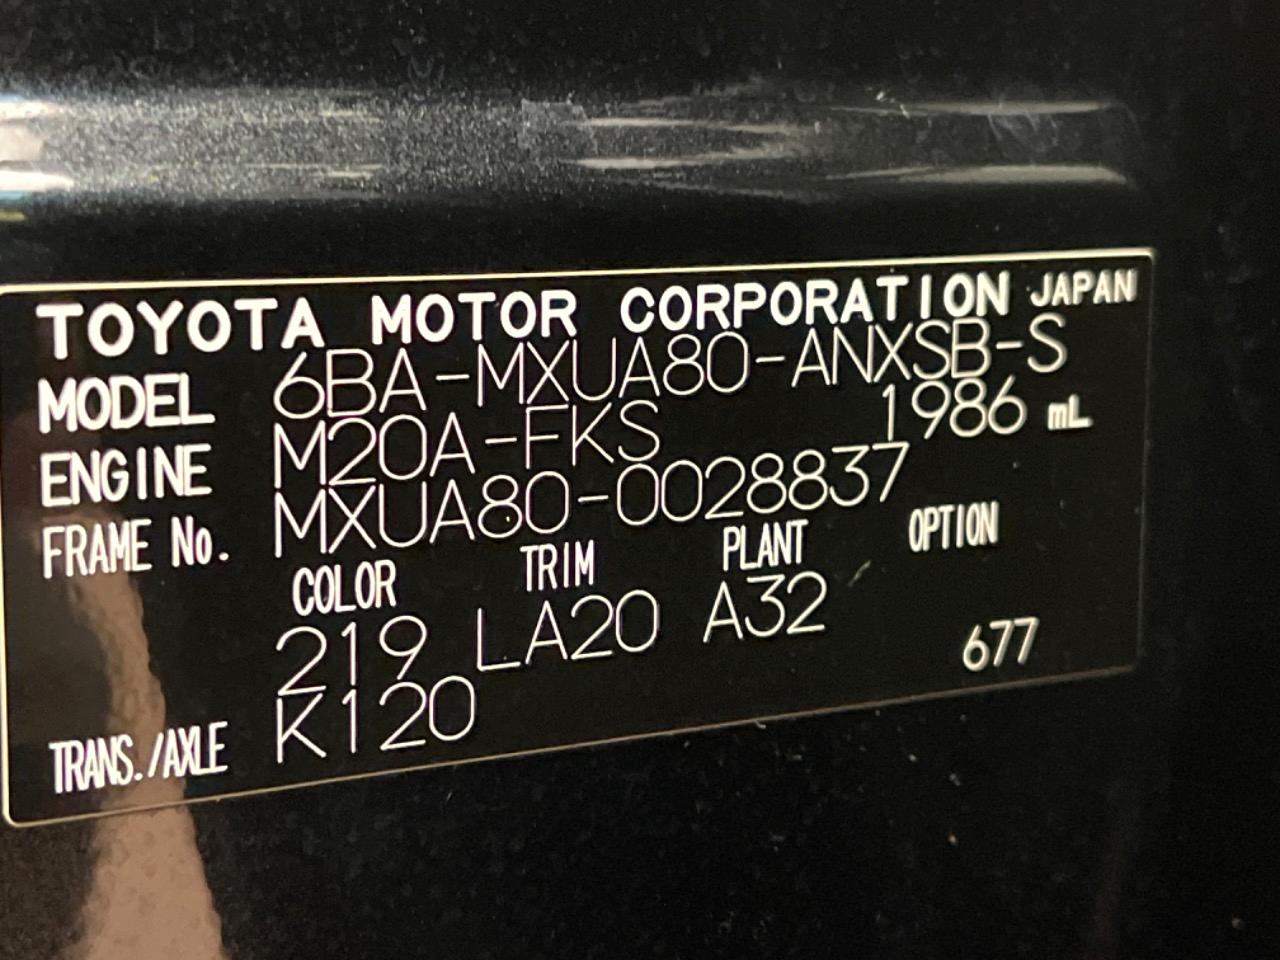 TOYOTA MOTOR CORPORATION JAPAN
MODEL 6BA-MXUA80-ANXSB-S
ENGINE M20A-FKS 1986 mL
FRAME No. MXUA80-0028837
COLOR TRIM PLANT OPTION
219 LA20 A32
677
TRANS./AXLE K120